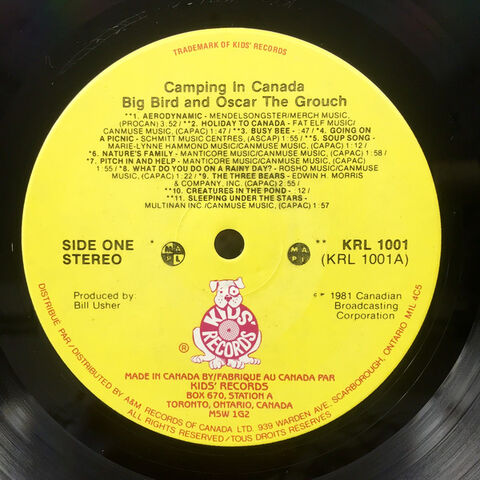 TRADEMARK OF KIDS' RECORDS
Camping In Canada
Big Bird and Oscar The Grouch
**1. AERODYNAMIC - MENDELSONGSTER/MERCH MUSIC,
(PROCAN) 3:52 / *2. HOLIDAY TO CANADA - FAT ELF MUSIC/
CANMUSE MUSIC, (CAPAC) 1:47 / *3. BUSY BEE - :47 / *4. GOING ON
A PICNIC - SCHMITT MUSIC CENTRES, (ASCAP) 1:55 / *5. SOUP SONG -
MARIE-LYNNE HAMMOND MUSIC/CANMUSE MUSIC, (CAPAC) 1:12 /
*6. NATURE'S FAMILY - MANTICORE MUSIC/CANMUSE MUSIC, (CAPAC) 1:58 /
*7. PITCH IN AND HELP - MANTICORE MUSIC/CANMUSE MUSIC, (CAPAC)
1:55 / *8. WHAT DO YOU DO ON A RAINY DAY? - ROSHO MUSIC/CANMUSE
MUSIC, (CAPAC) 1:22 / *9. THE THREE BEARS - EDWIN H. MORRIS
& COMPANY, INC. (CAPAC) 2:55 /
**10. CREATURES IN THE POND - :12 /
**11. SLEEPING UNDER THE STARS -
MULTINAN INC./CANMUSE MUSIC, (CAPAC) 1:57
SIDE ONE * M A P L
** M A P L KRL 1001
STEREO
(KRL 1001A)
Produced by:
Bill Usher
℗ 1981 Canadian
Broadcasting
Corporation
KIDS' RECORDS
®
MADE IN CANADA BY/FABRIQUE AU CANADA PAR
KIDS' RECORDS
BOX 670, STATION A
TORONTO, ONTARIO, CANADA
M5W 1G2
DISTRIBUE PAR / DISTRIBUTED BY A&M RECORDS OF CANADA LTD. 939 WARDEN AVE. SCARBOROUGH, ONTARIO M1L 4C5
ALL RIGHTS RESERVED / TOUS DROITS RESERVES